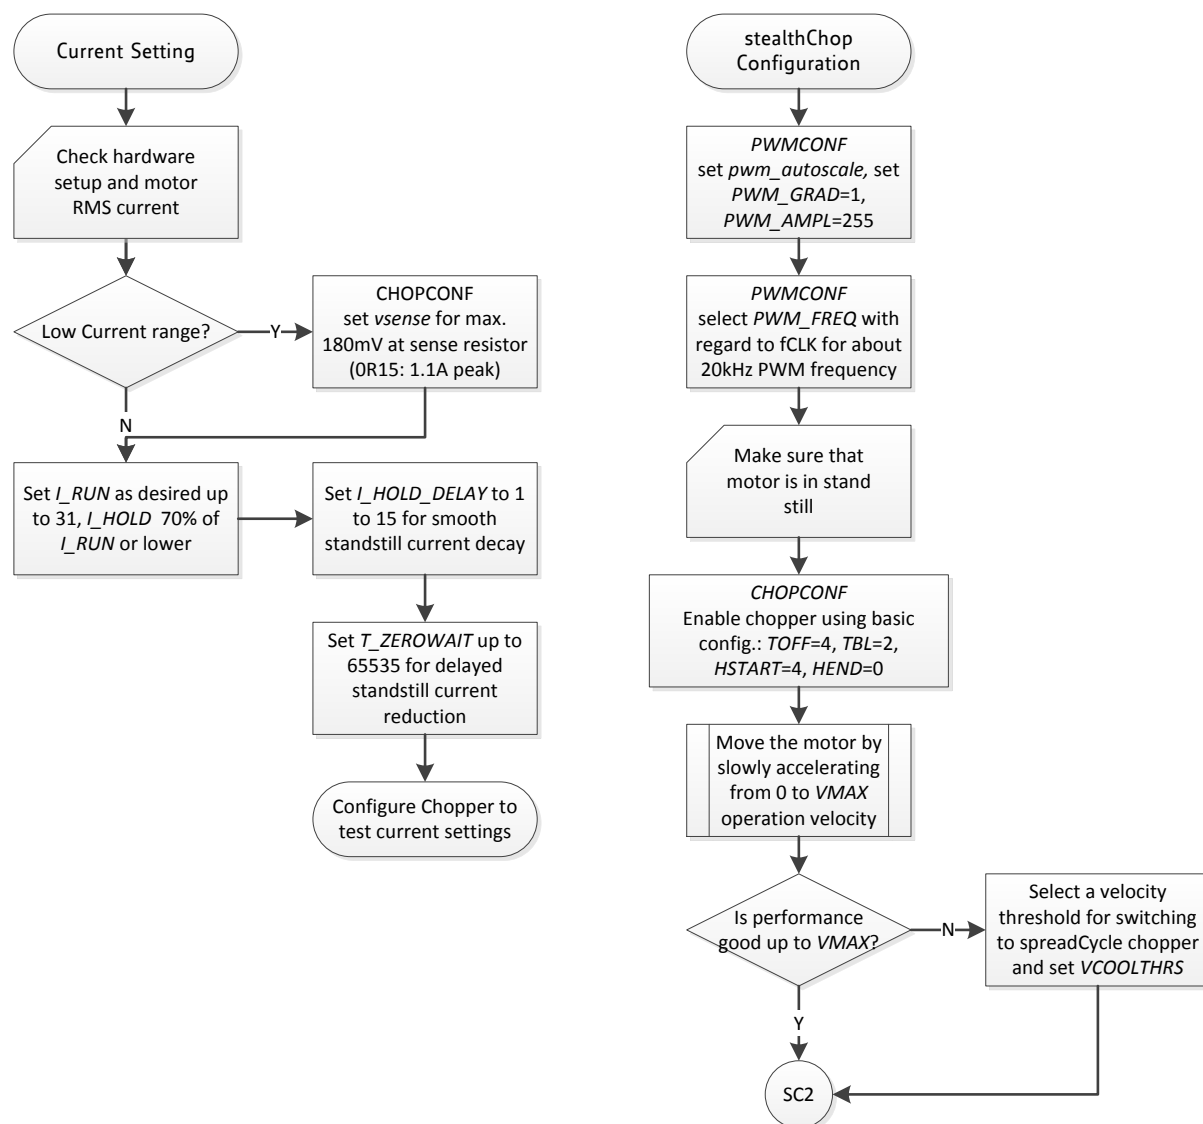 Current Setting
Check hardware
setup and motor
RMS current
Low Current range?
Y
CHOPCONF
set vsense for max.
180mV at sense resistor
(0R15: 1.1A peak)
N
Set I_RUN as desired up
to 31, I_HOLD 70% of
I_RUN or lower
Set I_HOLD_DELAY to 1
to 15 for smooth
standstill current decay
Set T_ZEROWAIT up to
65535 for delayed
standstill current
reduction
Configure Chopper to
test current settings
stealthChop
Configuration
PWMCONF
set pwm_autoscale, set
PWM_GRAD=1,
PWM_AMPL=255
PWMCONF
select PWM_FREQ with
regard to fCLK for about
20kHz PWM frequency
Make sure that
motor is in stand
still
CHOPCONF
Enable chopper using basic
config.: TOFF=4, TBL=2,
HSTART=4, HEND=0
Move the motor by
slowly accelerating
from 0 to VMAX
operation velocity
Is performance
good up to VMAX?
N
Select a velocity
threshold for switching
to spreadCycle chopper
and set VCOOLTHRS
Y
SC2